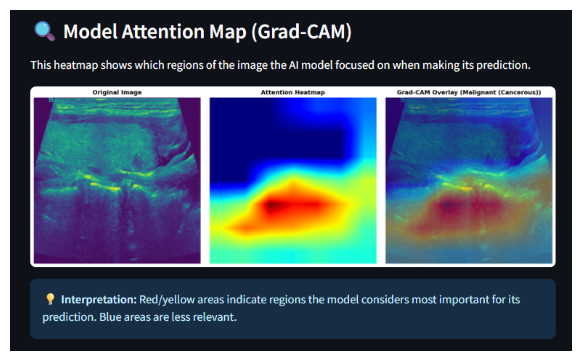 🔍 Model Attention Map (Grad-CAM)
This heatmap shows which regions of the image the AI model focused on when making its prediction.
Original Image
Attention Heatmap
Grad-CAM Overlay (Malignant (Cancerous))
💡 Interpretation: Red/yellow areas indicate regions the model considers most important for its
prediction. Blue areas are less relevant.